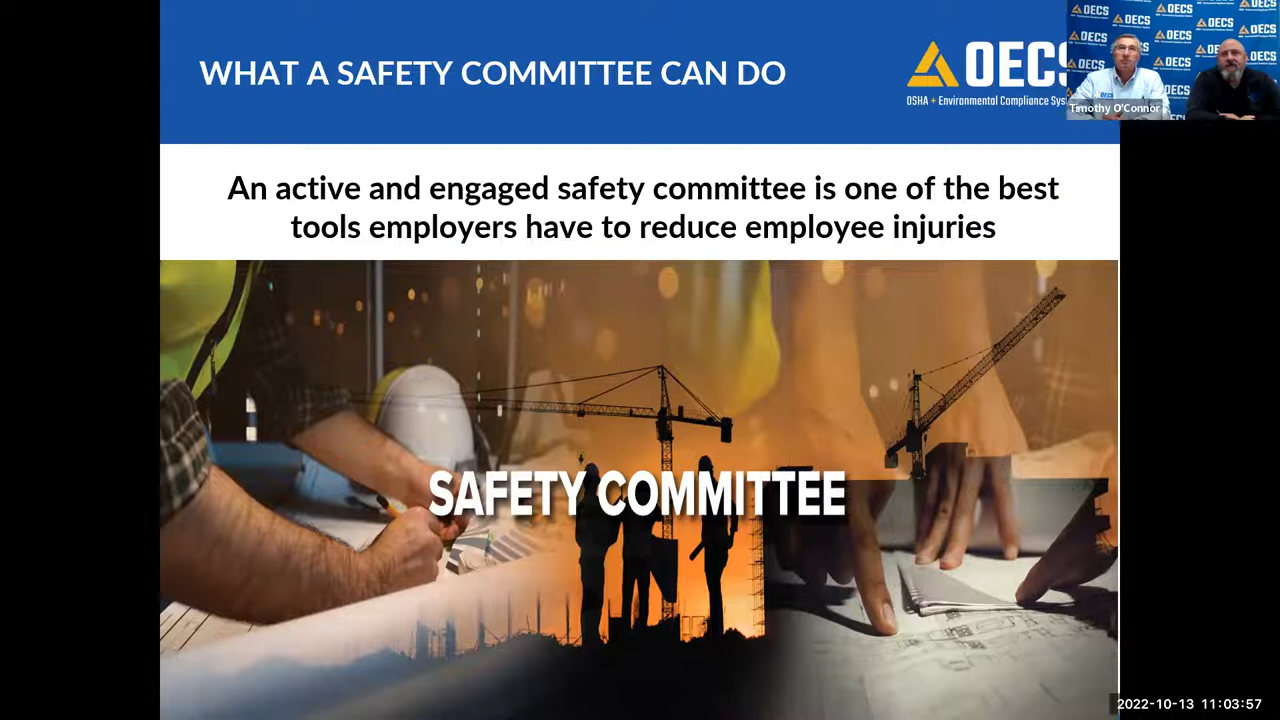 WHAT A SAFETY COMMITTEE CAN DO
OECS
OSHA + Environmental Compliance
Timothy O'Connor
An active and engaged safety committee is one of the best
tools employers have to reduce employee injuries
SAFETY COMMITTEE
2022-10-13 11:03:57